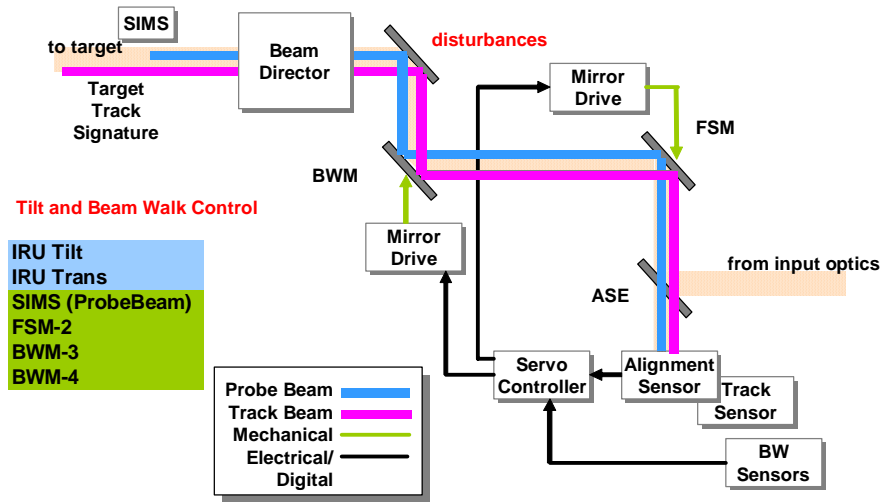 SIMS
to target
Beam
Director
disturbances
Target
Track
Signature
Mirror
Drive
FSM
BWM
Tilt and Beam Walk Control
Mirror
Drive
IRU Tilt
IRU Trans
SIMS (ProbeBeam)
FSM-2
BWM-3
BWM-4
from input optics
ASE
Servo
Controller
Alignment
Sensor
Track
Sensor
BW
Sensors
Probe Beam
Track Beam
Mechanical
Electrical/
Digital